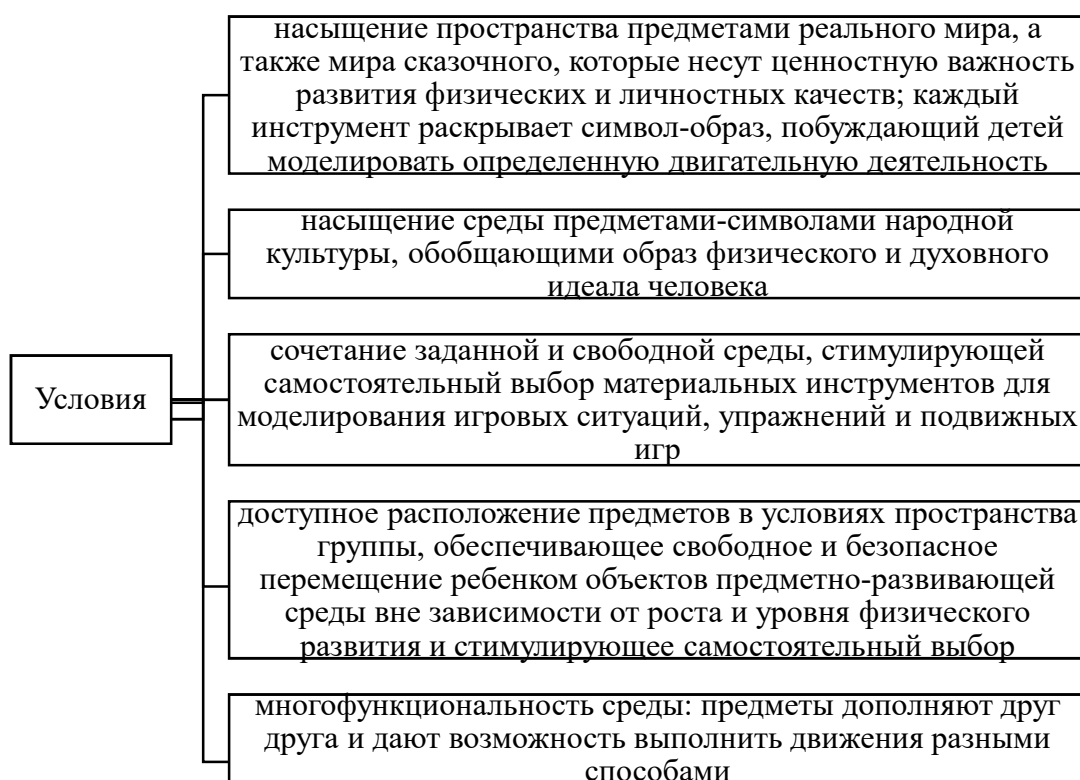 насыщение пространства предметами реального мира, а
также мира сказочного, которые несут ценностную важность
развития физических и личностных качеств; каждый
инструмент раскрывает символ-образ, побуждающий детей
моделировать определенную двигательную деятельность
насыщение среды предметами-символами народной
культуры, обобщающими образ физического и духовного
идеала человека
Условия
сочетание заданной и свободной среды, стимулирующей
самостоятельный выбор материальных инструментов для
моделирования игровых ситуаций, упражнений и подвижных
игр
доступное расположение предметов в условиях пространства
группы, обеспечивающее свободное и безопасное
перемещение ребенком объектов предметно-развивающей
среды вне зависимости от роста и уровня физического
развития и стимулирующее самостоятельный выбор
многофункциональность среды: предметы дополняют друг
друга и дают возможность выполнить движения разными
способами